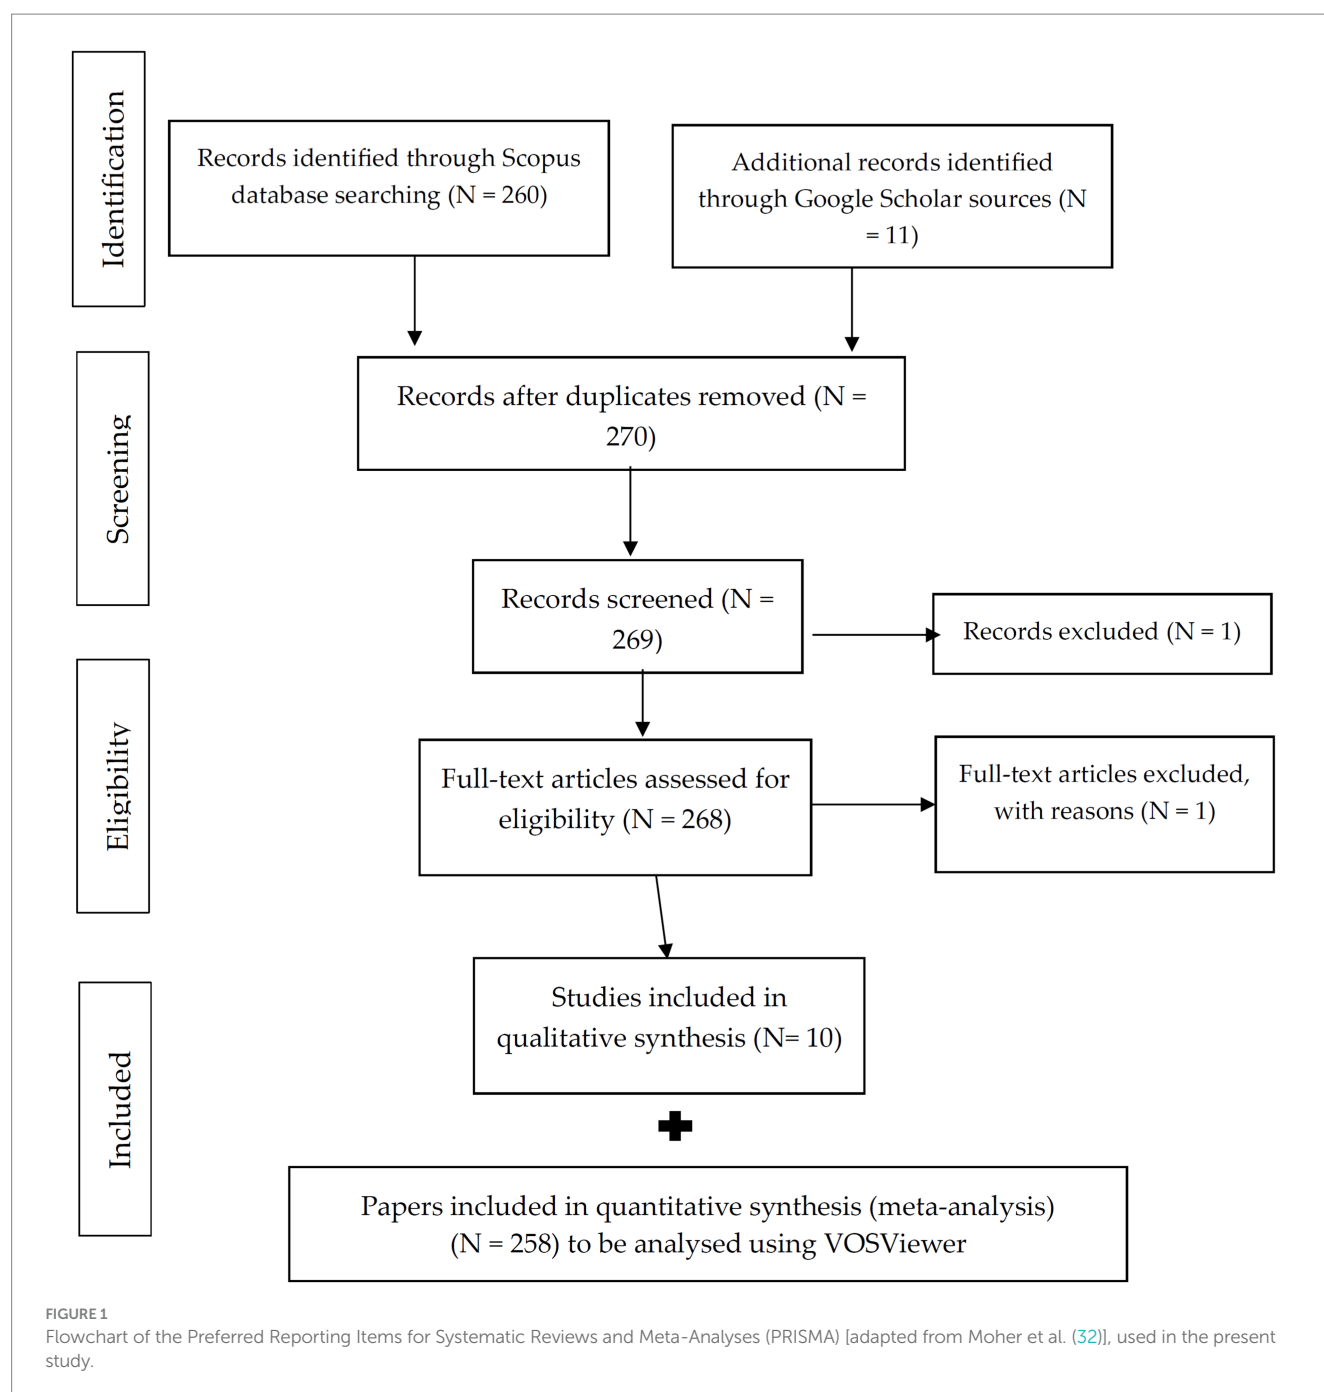 Identification
Records identified through Scopus
database searching (N = 260)
Additional records identified
through Google Scholar sources (N
= 11)
Screening
Records after duplicates removed (N =
270)
Records screened (N =
269)
Records excluded (N = 1)
Eligibility
Full-text articles assessed for
eligibility (N = 268)
Full-text articles excluded,
with reasons (N = 1)
Included
Studies included in
qualitative synthesis (N= 10)
Papers included in quantitative synthesis (meta-analysis)
(N = 258) to be analysed using VOSViewer
FIGURE 1
Flowchart of the Preferred Reporting Items for Systematic Reviews and Meta-Analyses (PRISMA) [adapted from Moher et al. (32)], used in the present
study.